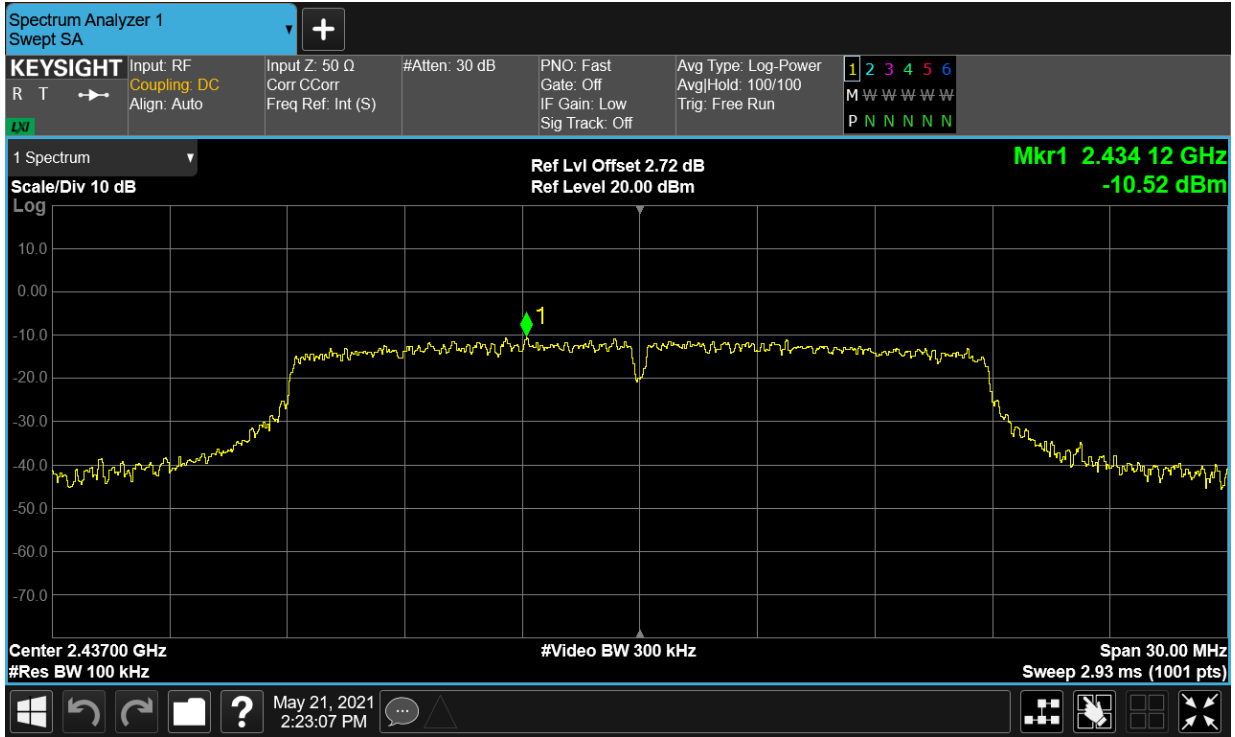 Spectrum Analyzer 1
Swept SA
KEYSIGHT
R T
LXI
Input: RF
Coupling: DC
Align: Auto
Input Z: 50 Ω
Corr CCorr
Freq Ref: Int (S)
#Atten: 30 dB
PNO: Fast
Gate: Off
IF Gain: Low
Sig Track: Off
Avg Type: Log-Power
Avg|Hold: 100/100
Trig: Free Run
1 2 3 4 5 6
M W W W W W
P N N N N N
1 Spectrum
Scale/Div 10 dB
Ref Lvl Offset 2.72 dB
Ref Level 20.00 dBm
Mkr1 2.434 12 GHz
-10.52 dBm
Log
10.0
0.00
-10.0
-20.0
-30.0
-40.0
-50.0
-60.0
-70.0
1
Center 2.43700 GHz
#Res BW 100 kHz
#Video BW 300 kHz
Span 30.00 MHz
Sweep 2.93 ms (1001 pts)
?
May 21, 2021
2:23:07 PM